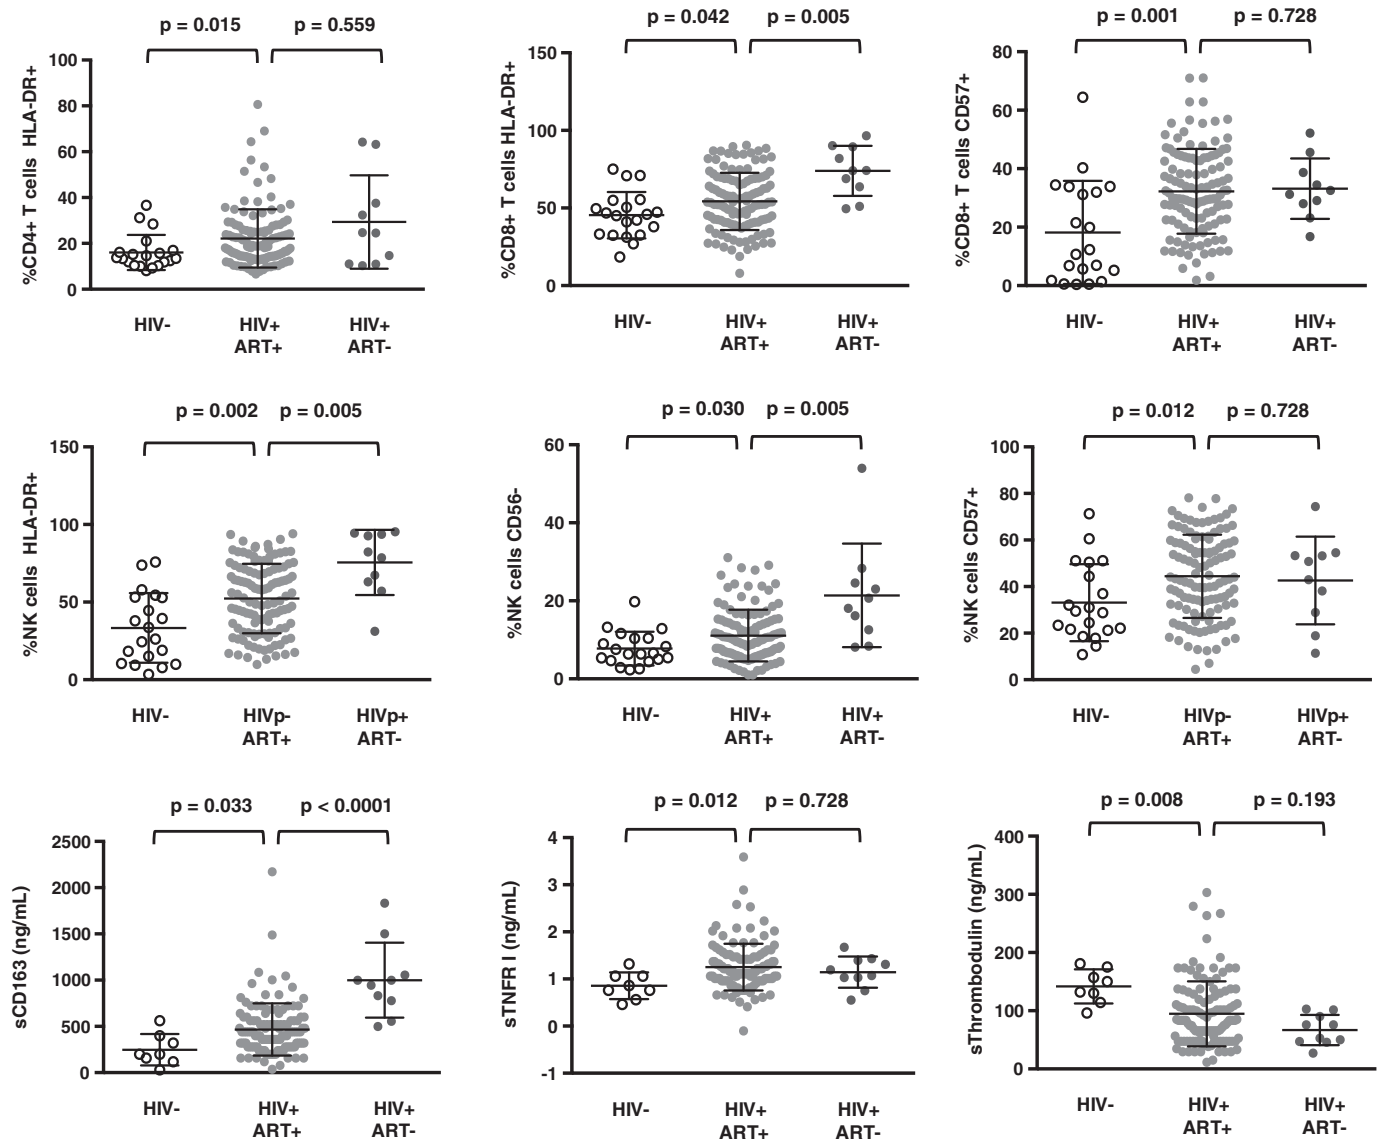 p = 0.015 p = 0.559
%CD4+ T cells HLA-DR+
100
80
60
40
20
0
HIV- HIV+ HIV+
ART+ ART-
p = 0.042 p = 0.005
%CD8+ T cells HLA-DR+
150
100
50
0
HIV- HIV+ HIV+
ART+ ART-
p = 0.001 p = 0.728
%CD8+ T cells CD57+
80
60
40
20
0
HIV- HIV+ HIV+
ART+ ART-
p = 0.002 p = 0.005
%NK cells HLA-DR+
150
100
50
0
HIV- HIVp- HIVp+
ART+ ART-
p = 0.030 p = 0.005
%NK cells CD56-
60
40
20
0
HIV- HIV+ HIV+
ART+ ART-
p = 0.012 p = 0.728
%NK cells CD57+
100
80
60
40
20
0
HIV- HIVp- HIVp+
ART+ ART-
p = 0.033 p < 0.0001
sCD163 (ng/mL)
2500
2000
1500
1000
500
0
HIV- HIV+ HIV+
ART+ ART-
p = 0.012 p = 0.728
sTNFR I (ng/mL)
4
3
2
1
0
-1
HIV- HIV+ HIV+
ART+ ART-
p = 0.008 p = 0.193
sThrombodulin (ng/mL)
400
300
200
100
0
HIV- HIV+ HIV+
ART+ ART-